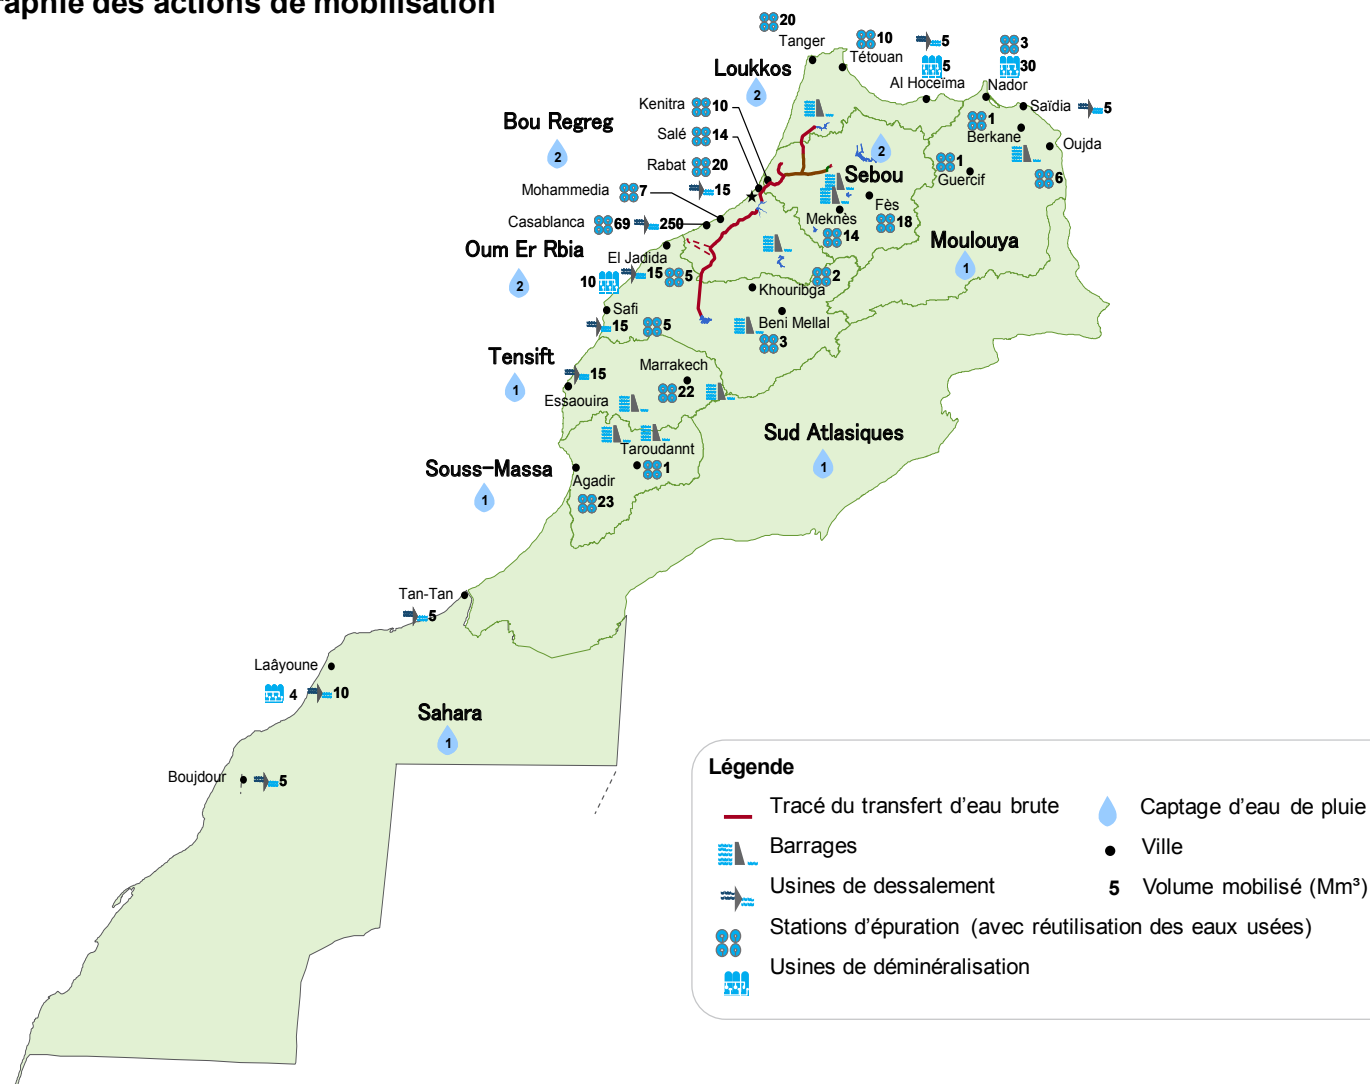 raphie des actions de mobilisation
20
Tanger
10
Tétouan
5
5
Al Hoceïma
3
30
Nador
Loukkos
2
Kenitra 10
Salé 14
Rabat 20
15
Bou Regreg
2
Mohammedia 7
Casablanca 69 250
Saïdia 5
1
Berkane
Oujda
6
1
Guercif
2
Sebou
Fès
18
Meknès
14
Moulouya
1
Oum Er Rbia
2
El Jadida
10 15 5
2
Khouribga
Beni Mellal
3
Safi
15 5
Tensift
1
15
Essaouira
Marrakech
22
Sud Atlasiques
1
Souss-Massa
1
Taroudannt
1
Agadir
23
Tan-Tan
5
Laâyoune
4 10
Sahara
1
Boujdour 5
Légende
Tracé du transfert d'eau brute
Captage d'eau de pluie
Barrages
Ville
Usines de dessalement
5 Volume mobilisé (Mm³)
Stations d'épuration (avec réutilisation des eaux usées)
Usines de déminéralisation